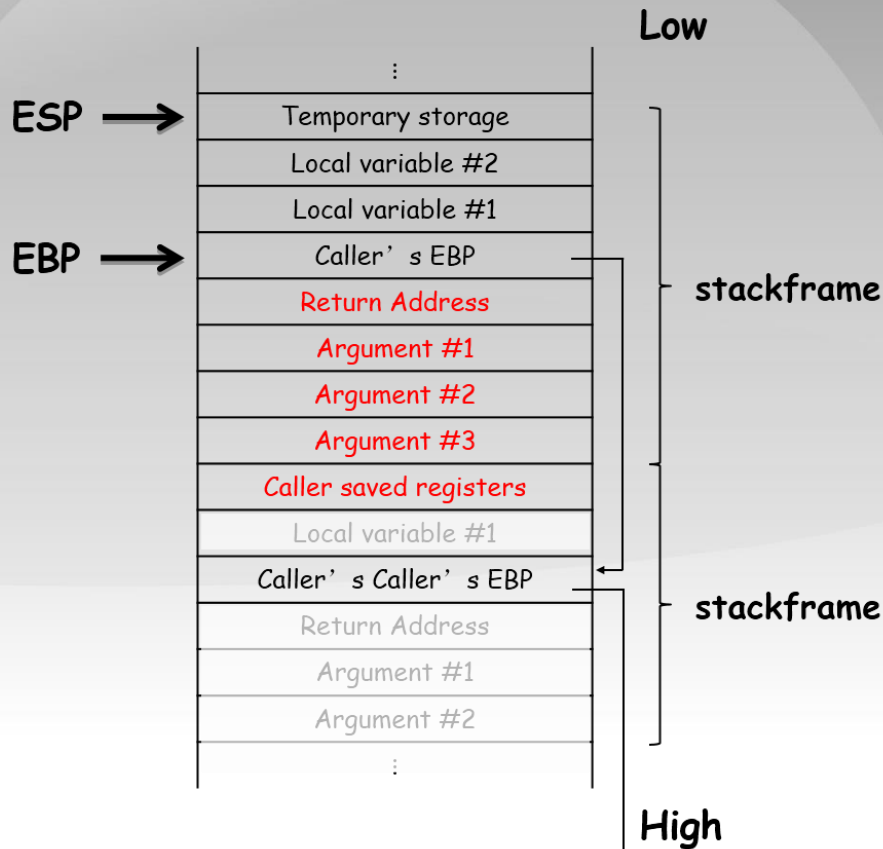 Low
⋮
ESP
Temporary storage
Local variable #2
Local variable #1
EBP
Caller’s EBP
Return Address
stackframe
Argument #1
Argument #2
Argument #3
Caller saved registers
Local variable #1
Caller’s Caller’s EBP
Return Address
stackframe
Argument #1
Argument #2
⋮
High